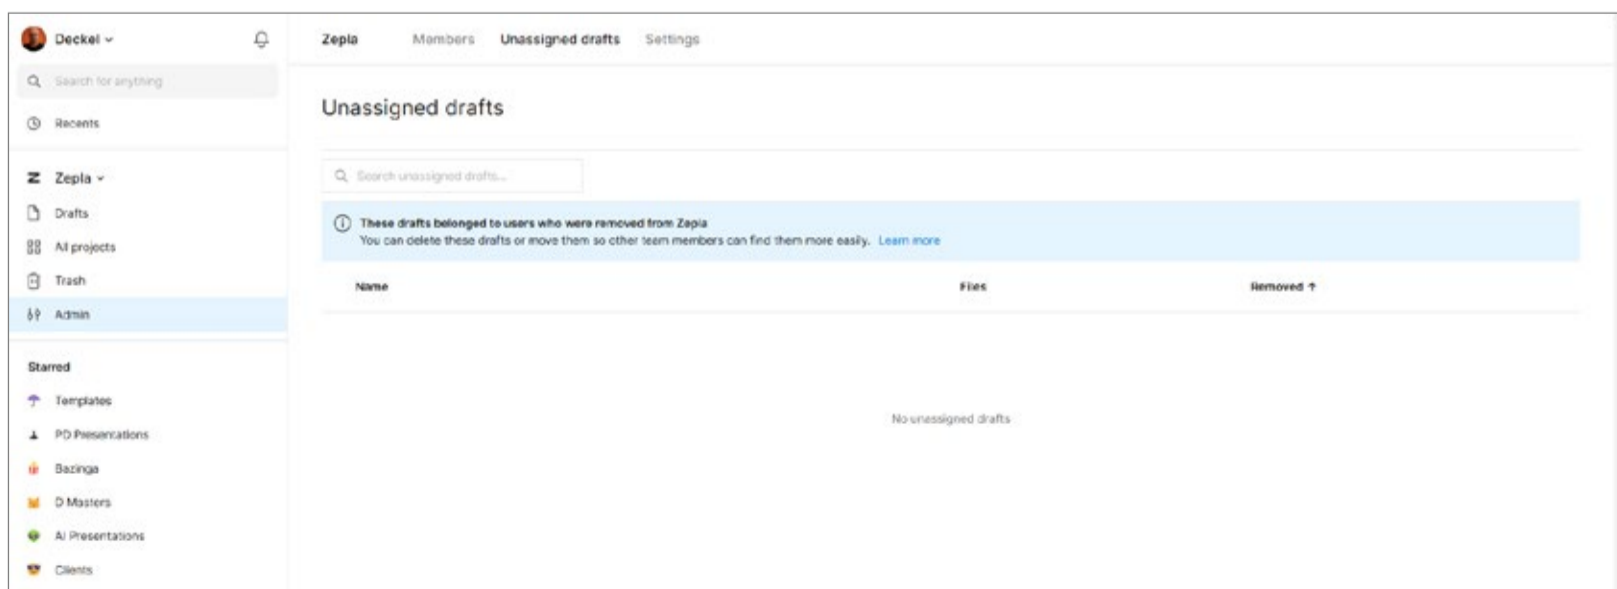 Deckel
Search for anything
Recents
Zepla
Drafts
All projects
Trash
Admin
Starred
Templates
PD Presentations
Bazinga
D Masters
AI Presentations
Clients
Zepla Members Unassigned drafts Settings
Unassigned drafts
Search unassigned drafts...
These drafts belonged to users who were removed from Zepla
You can delete these drafts or move them so other team members can find them more easily. Learn more
Name Files Removed ↑
No unassigned drafts